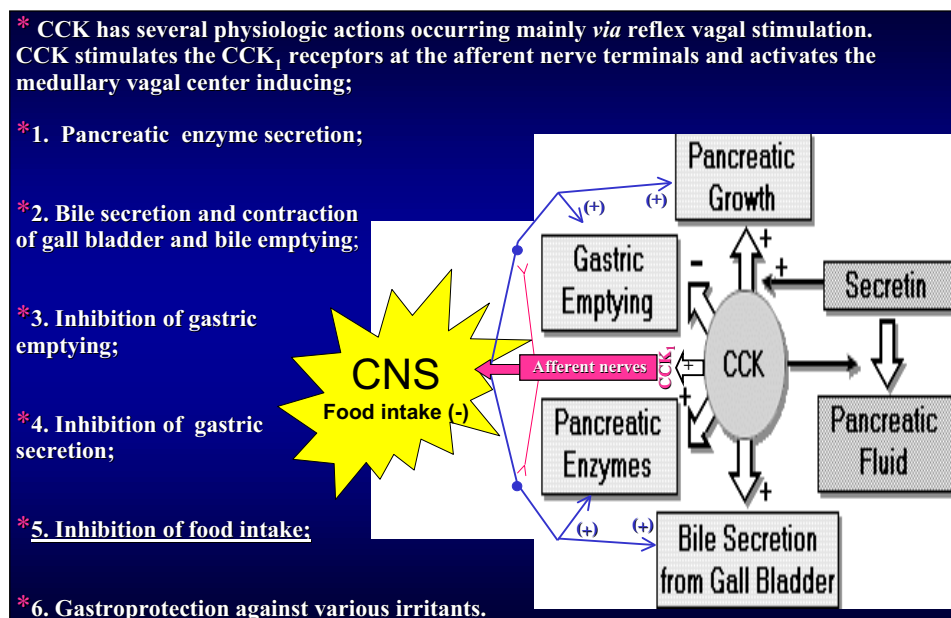 * CCK has several physiologic actions occurring mainly via reflex vagal stimulation.
CCK stimulates the CCK₁ receptors at the afferent nerve terminals and activates the
medullary vagal center inducing;
*1. Pancreatic enzyme secretion;
*2. Bile secretion and contraction
of gall bladder and bile emptying;
*3. Inhibition of gastric
emptying;
*4. Inhibition of gastric
secretion;
*5. Inhibition of food intake;
*6. Gastroprotection against various irritants.
Pancreatic
Growth
(+)
(+)
Gastric
Emptying
-
+
+
Secretin
CNS
Food intake (-)
Afferent nerves
CCK₁
+
CCK
+
Pancreatic
Enzymes
Pancreatic
Fluid
+
(+)
(+)
Bile Secretion
from Gall Bladder